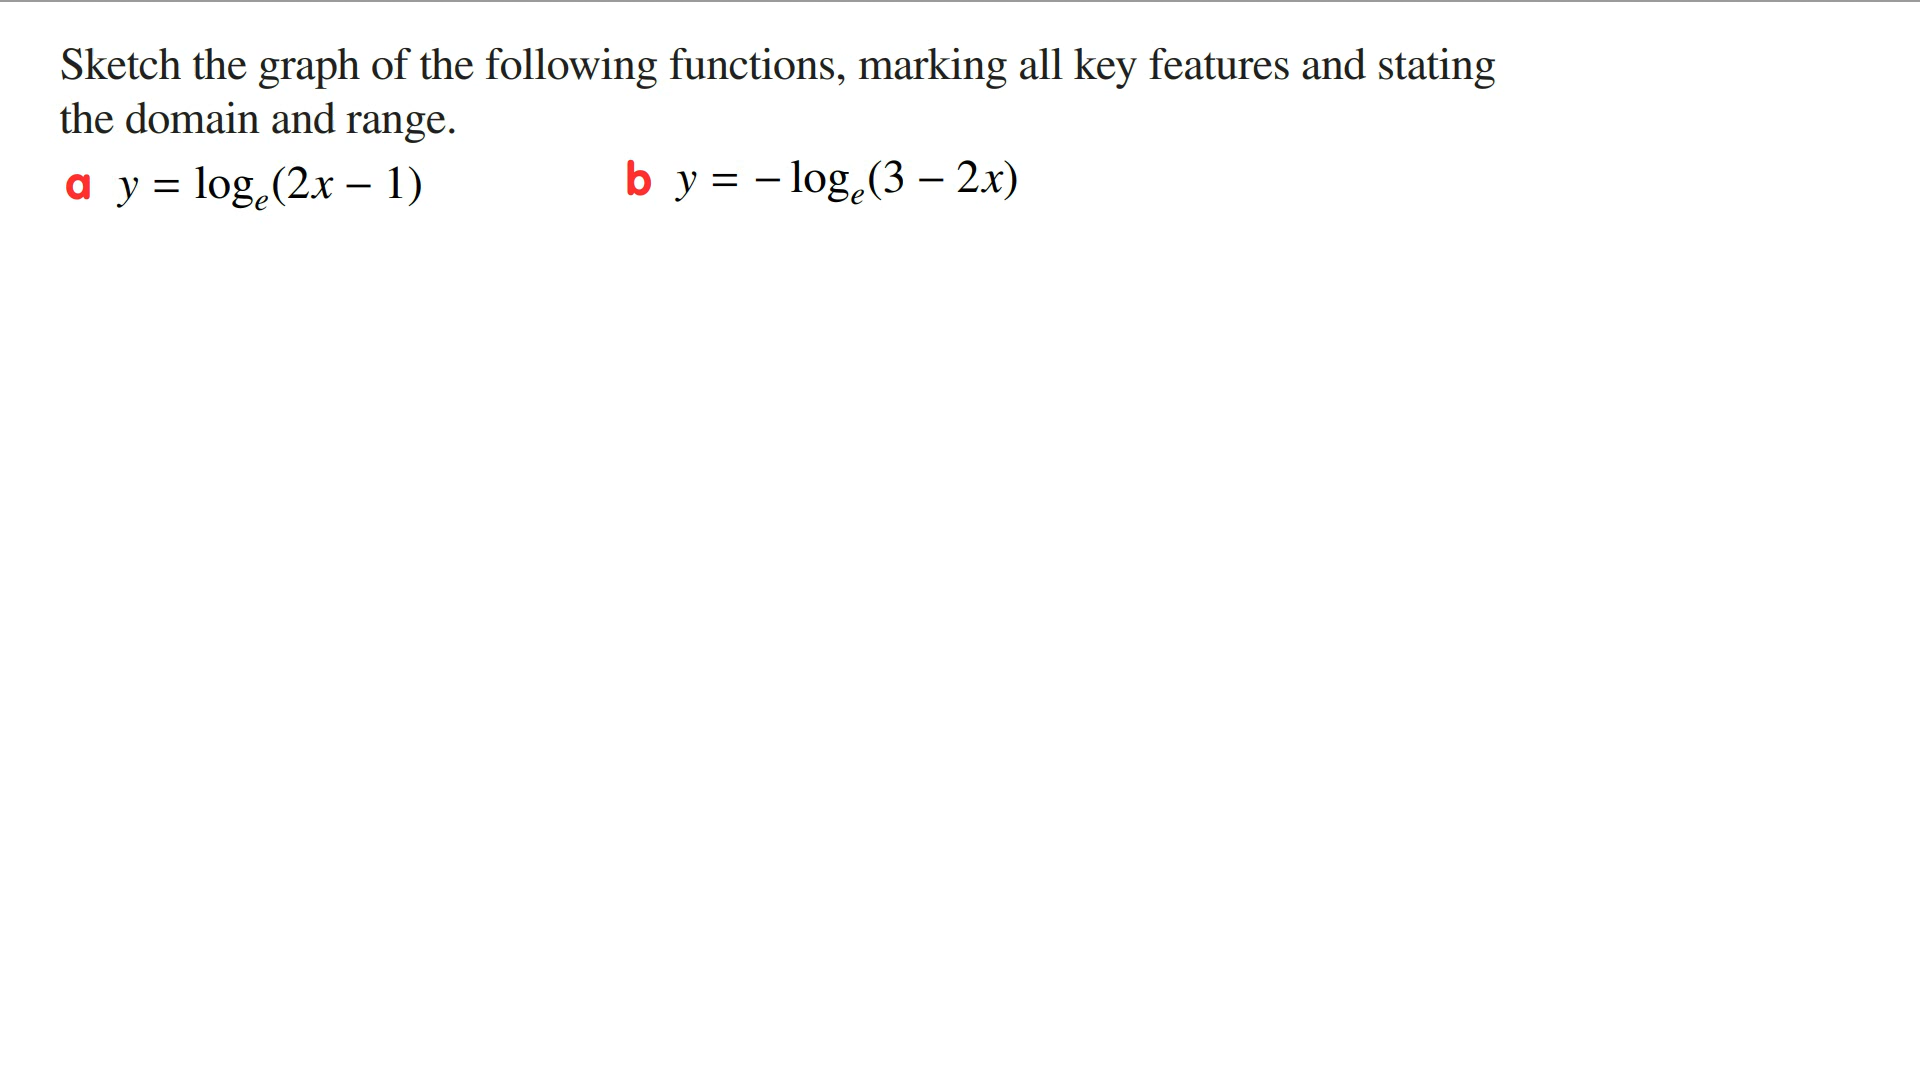 Sketch the graph of the following functions, marking all key features and stating
the domain and range.
a y = logₑ(2x − 1) b y = − logₑ(3 − 2x)